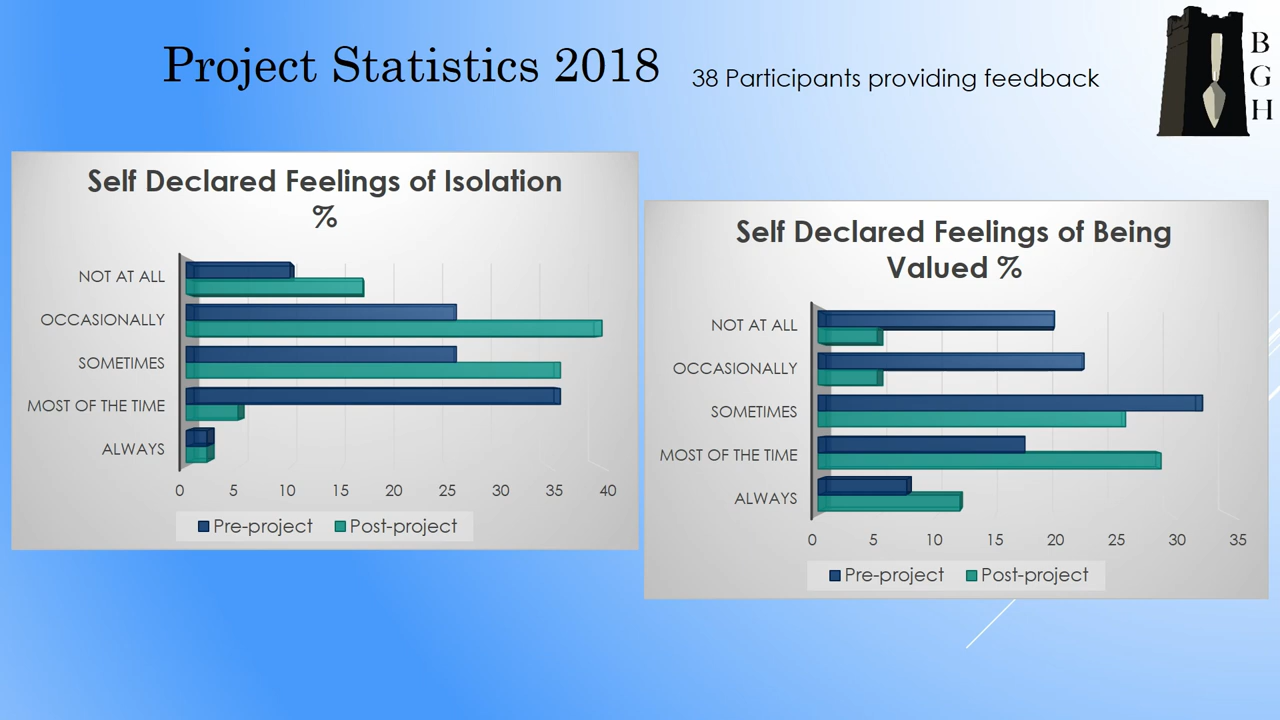 Project Statistics 2018
38 Participants providing feedback
B
G
H
Self Declared Feelings of Isolation
%
NOT AT ALL
OCCASIONALLY
SOMETIMES
MOST OF THE TIME
ALWAYS
0 5 10 15 20 25 30 35 40
Pre-project Post-project
Self Declared Feelings of Being
Valued %
NOT AT ALL
OCCASIONALLY
SOMETIMES
MOST OF THE TIME
ALWAYS
0 5 10 15 20 25 30 35
Pre-project Post-project